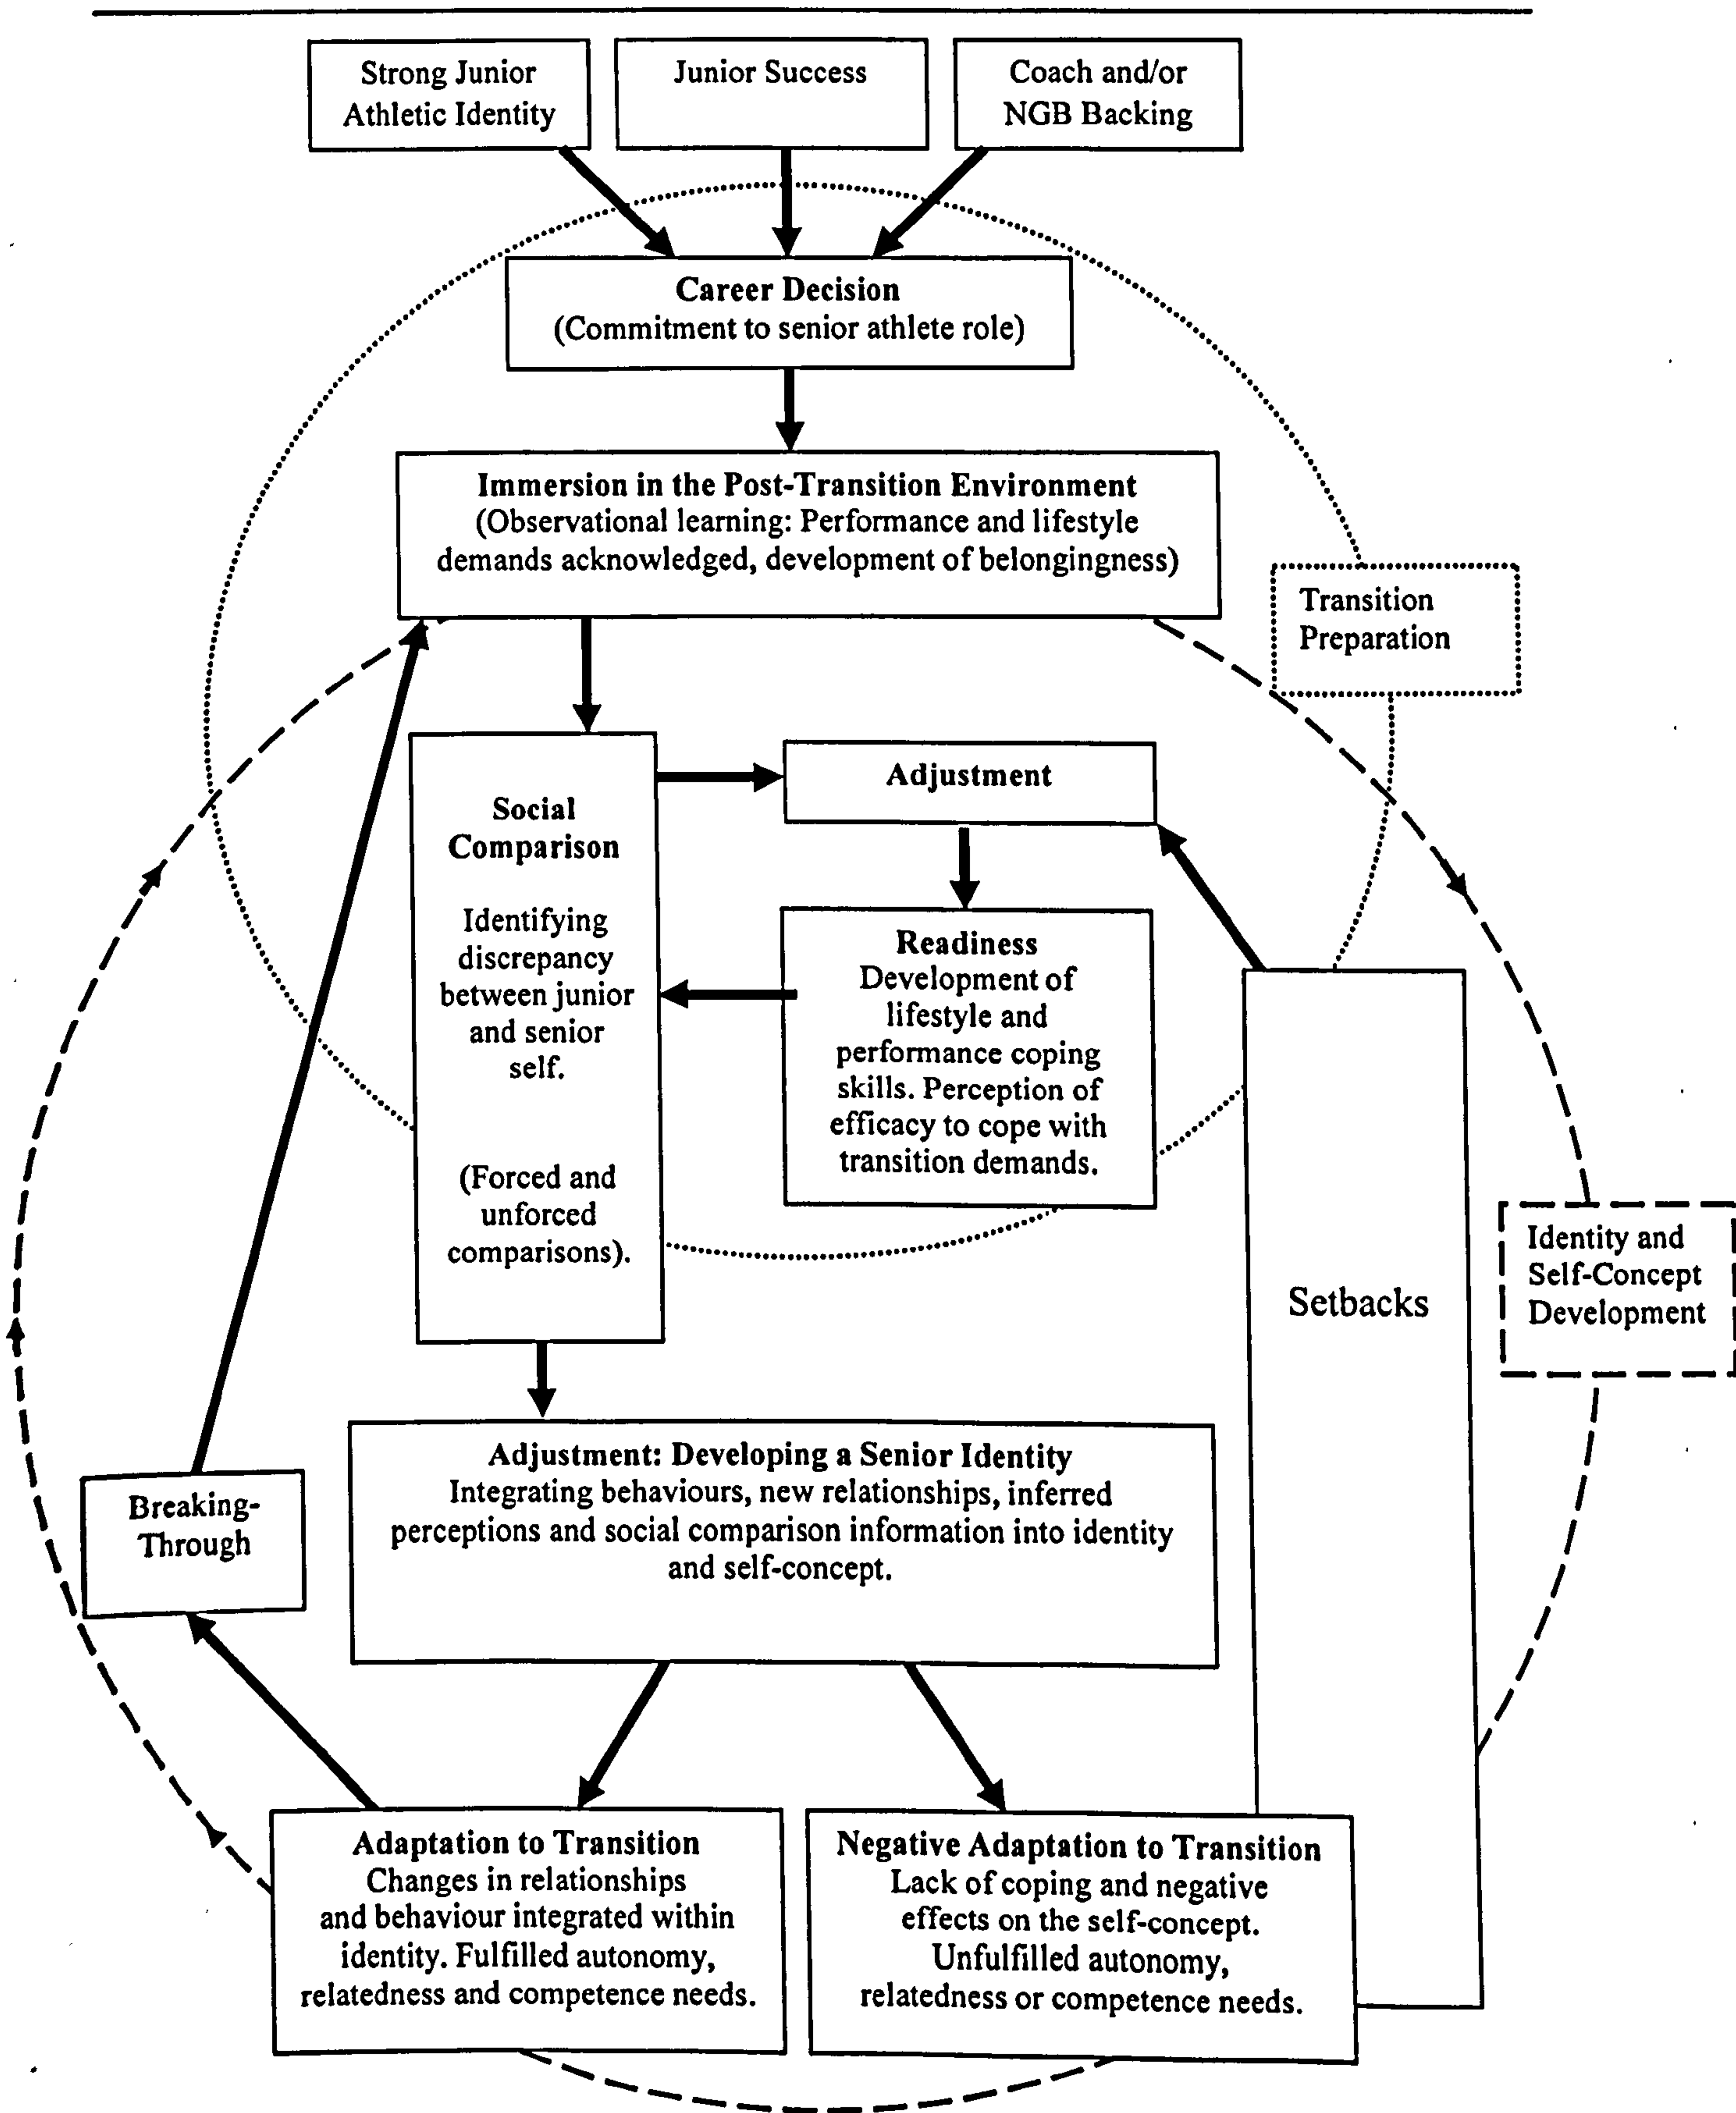 Strong Junior
Athletic Identity
Junior Success
Coach and/or
NGB Backing
Career Decision
(Commitment to senior athlete role)
Immersion in the Post-Transition Environment
(Observational learning: Performance and lifestyle
demands acknowledged, development of belongingness)
Transition
Preparation
Social
Comparison
Identifying
discrepancy
between junior
and senior
self.
(Forced and
unforced
comparisons).
Adjustment
Readiness
Development of
lifestyle and
performance coping
skills. Perception of
efficacy to cope with
transition demands.
Setbacks
Identity and
Self-Concept
Development
Adjustment: Developing a Senior Identity
Integrating behaviours, new relationships, inferred
perceptions and social comparison information into identity
and self-concept.
Breaking-
Through
Adaptation to Transition
Changes in relationships
and behaviour integrated within
identity. Fulfilled autonomy,
relatedness and competence needs.
Negative Adaptation to Transition
Lack of coping and negative
effects on the self-concept.
Unfulfilled autonomy,
relatedness or competence needs.